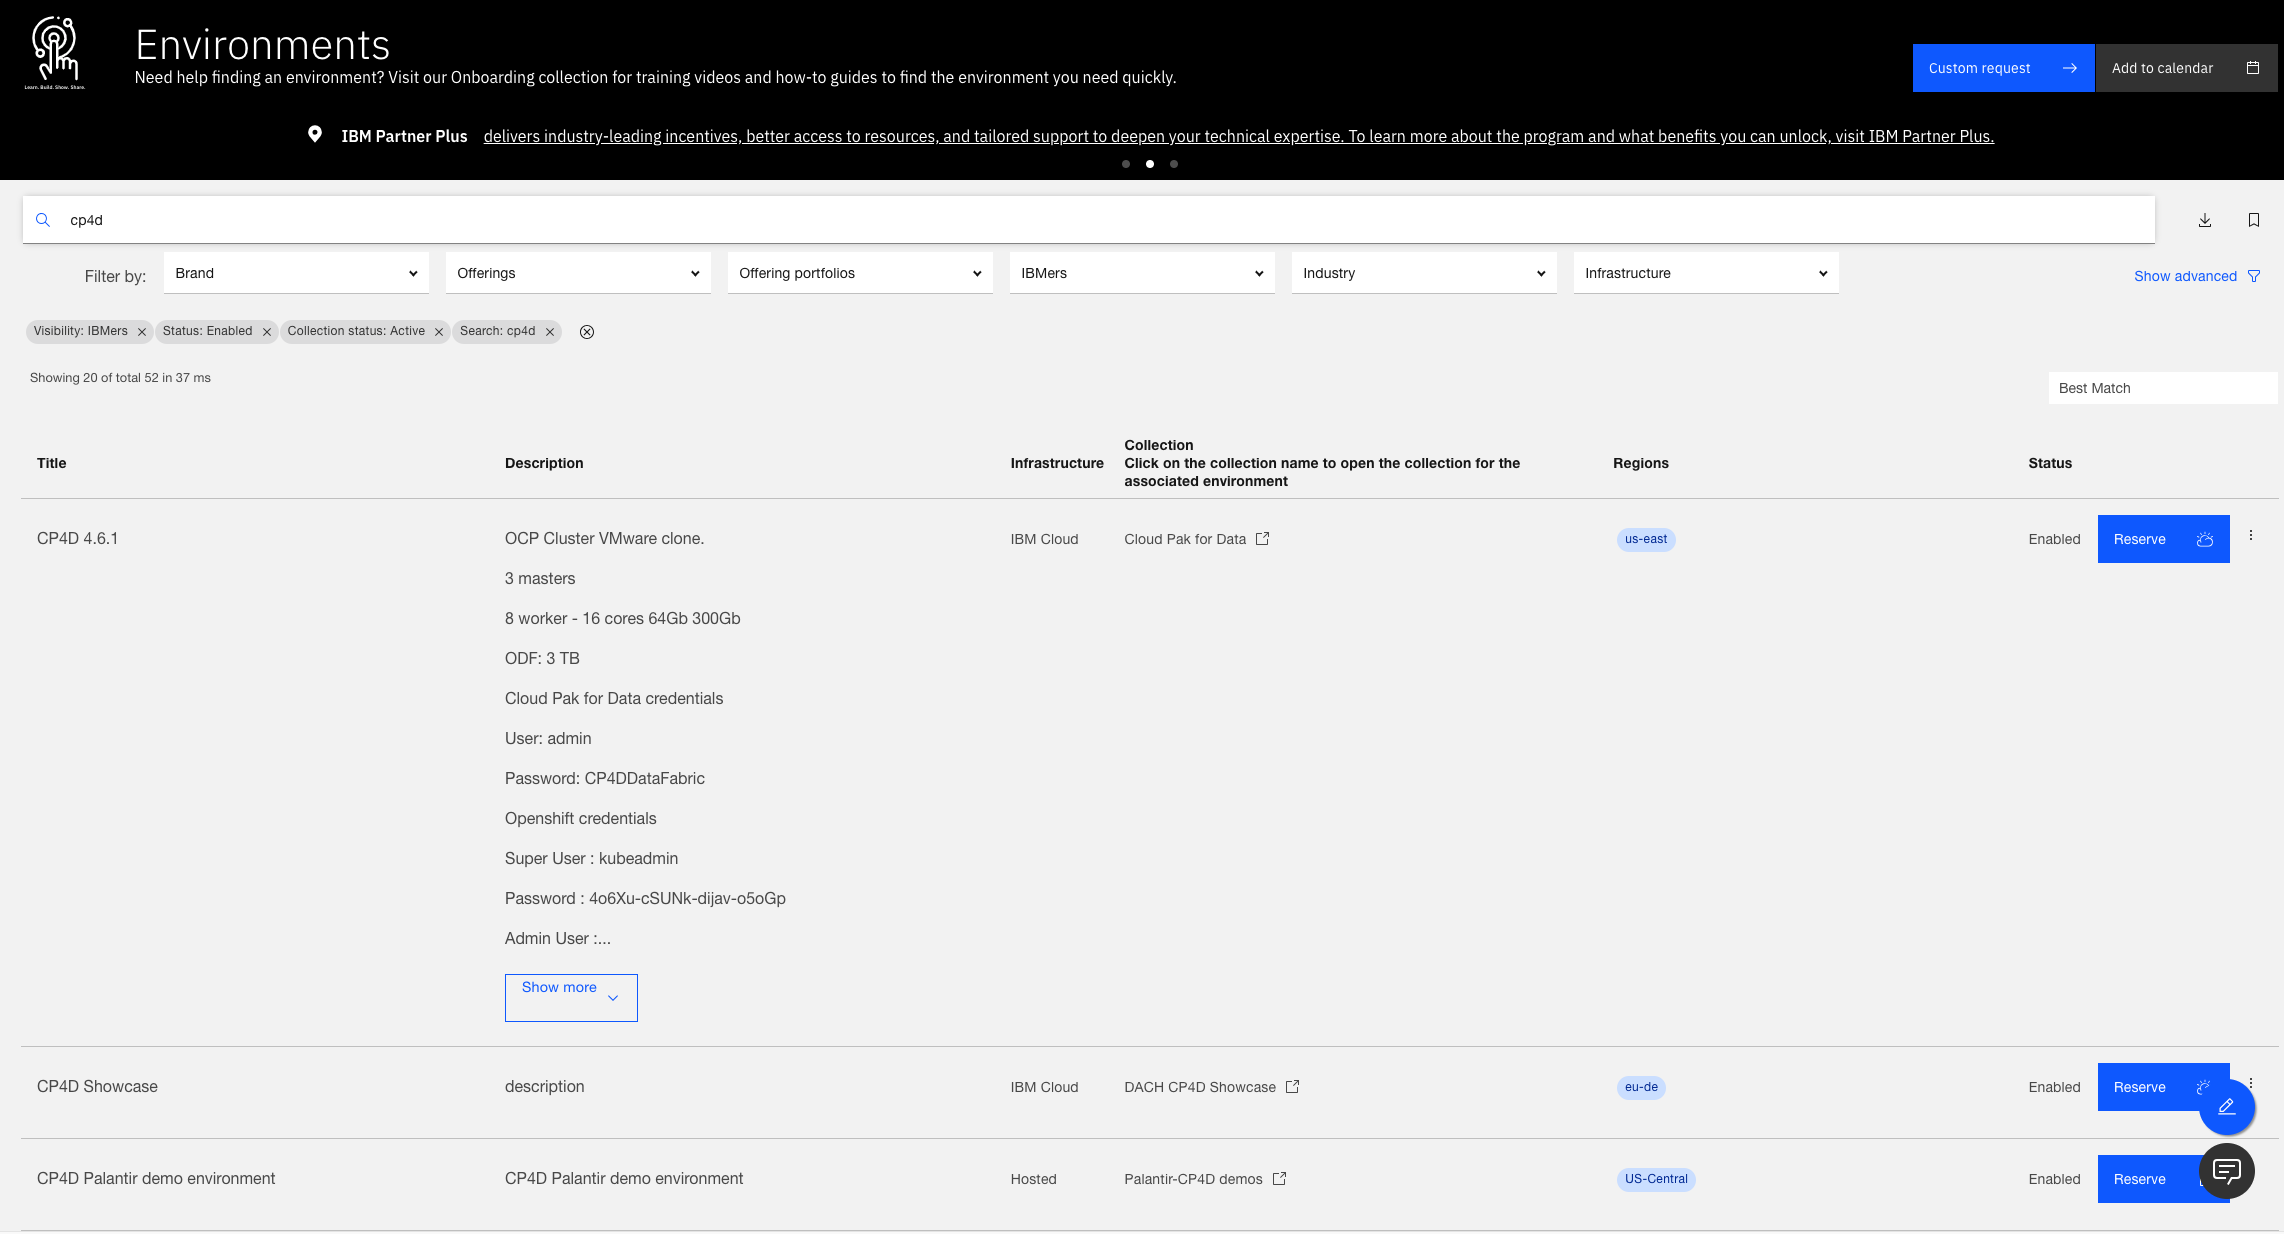 Environments
Need help finding an environment? Visit our Onboarding collection for training videos and how-to guides to find the environment you need quickly.
Learn. Build. Show. Share.
Custom request
Add to calendar
IBM Partner Plus delivers industry-leading incentives, better access to resources, and tailored support to deepen your technical expertise. To learn more about the program and what benefits you can unlock, visit IBM Partner Plus.
cp4d
Filter by:
Brand
Offerings
Offering portfolios
IBMers
Industry
Infrastructure
Show advanced
Visibility: IBMers
Status: Enabled
Collection status: Active
Search: cp4d
Showing 20 of total 52 in 37 ms
Best Match
Title
Description
Infrastructure
Collection
Click on the collection name to open the collection for the
associated environment
Regions
Status
CP4D 4.6.1
OCP Cluster VMware clone.
3 masters
8 worker - 16 cores 64Gb 300Gb
ODF: 3 TB
Cloud Pak for Data credentials
User: admin
Password: CP4DDataFabric
Openshift credentials
Super User : kubeadmin
Password : 4o6Xu-cSUNk-dijav-o5oGp
Admin User :...
Show more
IBM Cloud
Cloud Pak for Data
us-east
Enabled
Reserve
CP4D Showcase
description
IBM Cloud
DACH CP4D Showcase
eu-de
Enabled
Reserve
CP4D Palantir demo environment
CP4D Palantir demo environment
Hosted
Palantir-CP4D demos
US-Central
Enabled
Reserve